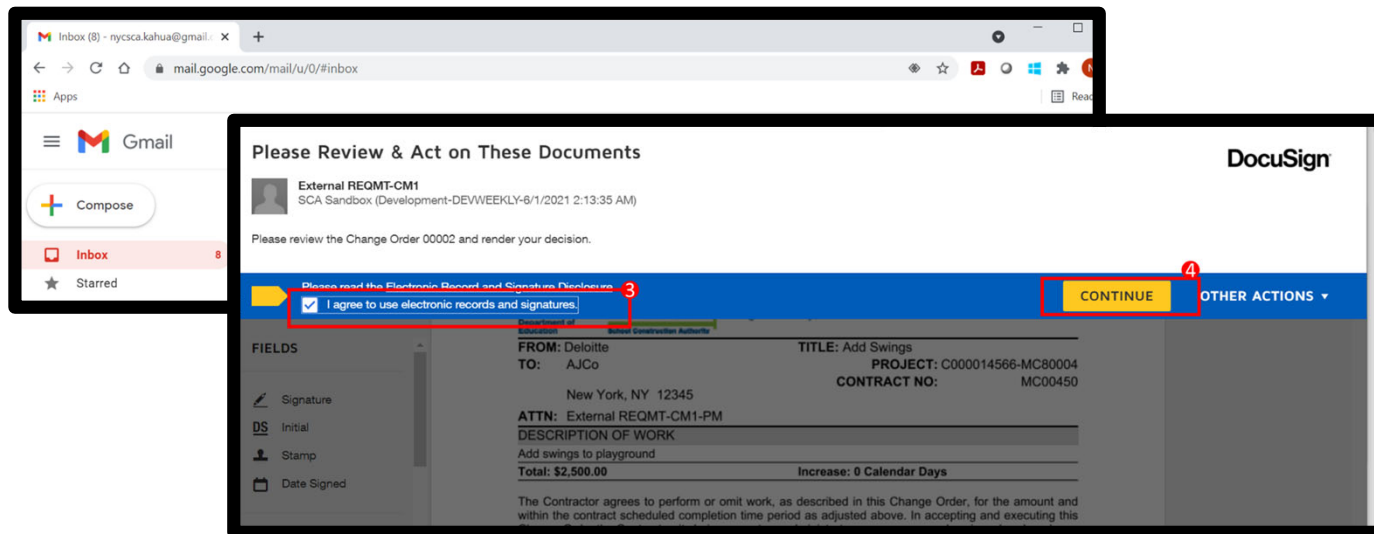 Inbox (8) - nycsca.kahua@gmail.c
mail.google.com/mail/u/0/#inbox
Apps
Read
Gmail
Compose
Inbox 8
Starred
Please Review & Act on These Documents
DocuSign
External REQMT-CM1
SCA Sandbox (Development-DEVWEEKLY-6/1/2021 2:13:35 AM)
Please review the Change Order 00002 and render your decision.
Please read the Electronic Record and Signature Disclosure.
3
I agree to use electronic records and signatures.
4
CONTINUE
OTHER ACTIONS
FIELDS
Signature
DS Initial
Stamp
Date Signed
Department of
Education School Construction Authority
FROM: Deloitte TITLE: Add Swings
TO: AJCo PROJECT: C000014566-MC80004
CONTRACT NO: MC00450
New York, NY 12345
ATTN: External REQMT-CM1-PM
DESCRIPTION OF WORK
Add swings to playground
Total: $2,500.00 Increase: 0 Calendar Days
The Contractor agrees to perform or omit work, as described in this Change Order, for the amount and
within the contract scheduled completion time period as adjusted above. In accepting and executing this